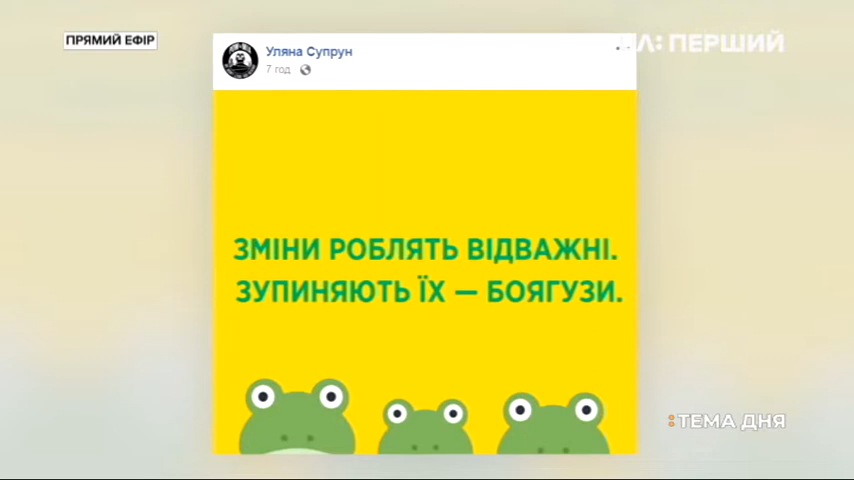 ПРЯМИЙ ЕФІР
Уляна Супрун
7 год
: ПЕРШИЙ
ЗМІНИ РОБЛЯТЬ ВІДВАЖНІ.
ЗУПИНЯЮТЬ ЇХ — БОЯГУЗИ.
:ТЕМА ДНЯ